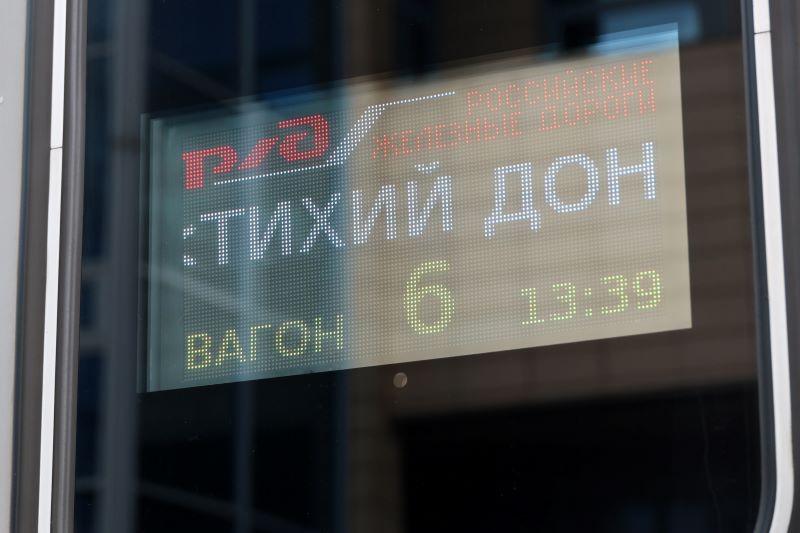 РЖД РОССИЙСКИЕ
ЖЕЛЕЗНЫЕ ДОРОГИ
:ТИХИЙ ДОН
ВАГОН 6 13:39